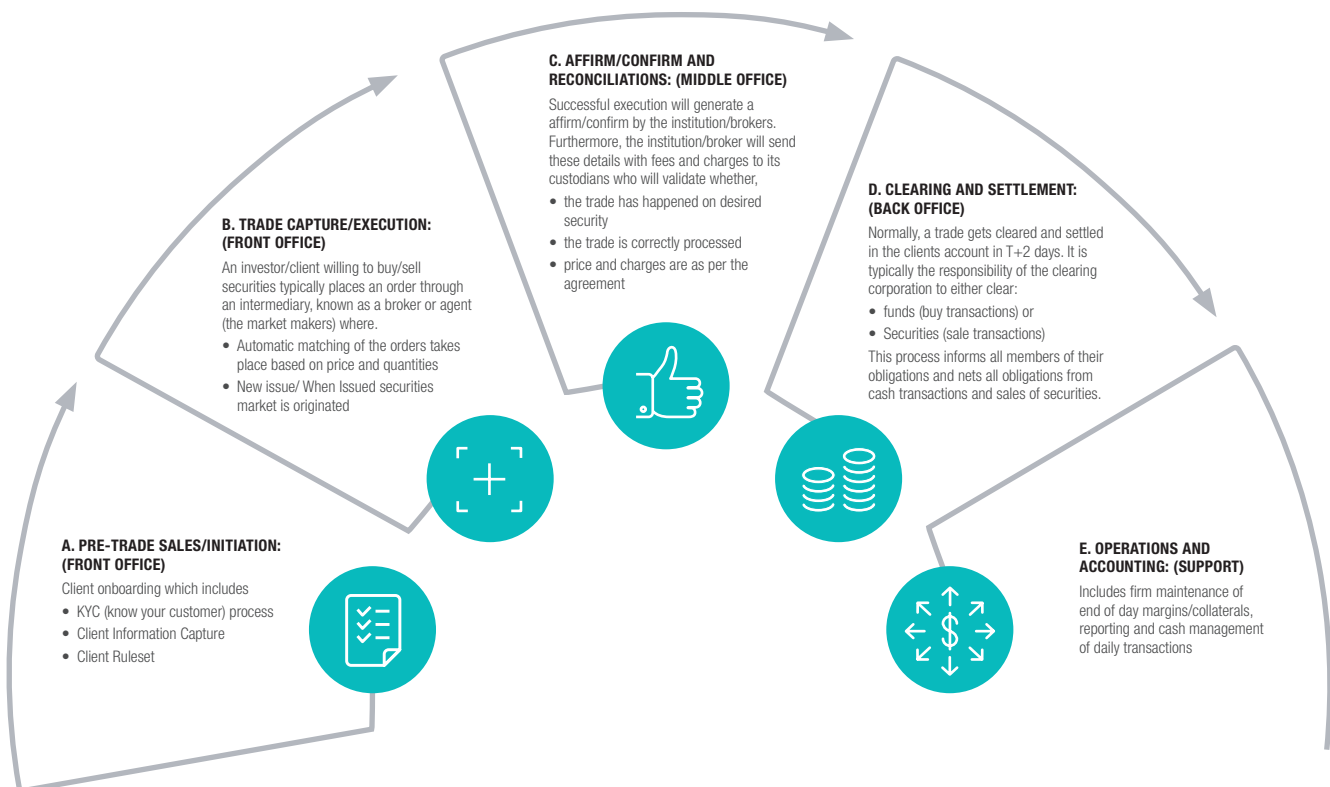 A. PRE-TRADE SALES/INITIATION:
(FRONT OFFICE)
Client onboarding which includes
• KYC (know your customer) process
• Client Information Capture
• Client Ruleset
B. TRADE CAPTURE/EXECUTION:
(FRONT OFFICE)
An investor/client willing to buy/sell
securities typically places an order through
an intermediary, known as a broker or agent
(the market makers) where.
• Automatic matching of the orders takes
place based on price and quantities
• New issue/ When Issued securities
market is originated
C. AFFIRM/CONFIRM AND
RECONCILIATIONS: (MIDDLE OFFICE)
Successful execution will generate a
affirm/confirm by the institution/brokers.
Furthermore, the institution/broker will send
these details with fees and charges to its
custodians who will validate whether,
• the trade has happened on desired
security
• the trade is correctly processed
• price and charges are as per the
agreement
D. CLEARING AND SETTLEMENT:
(BACK OFFICE)
Normally, a trade gets cleared and settled
in the clients account in T+2 days. It is
typically the responsibility of the clearing
corporation to either clear:
• funds (buy transactions) or
• Securities (sale transactions)
This process informs all members of their
obligations and nets all obligations from
cash transactions and sales of securities.
E. OPERATIONS AND
ACCOUNTING: (SUPPORT)
Includes firm maintenance of
end of day margins/collaterals,
reporting and cash management
of daily transactions
$